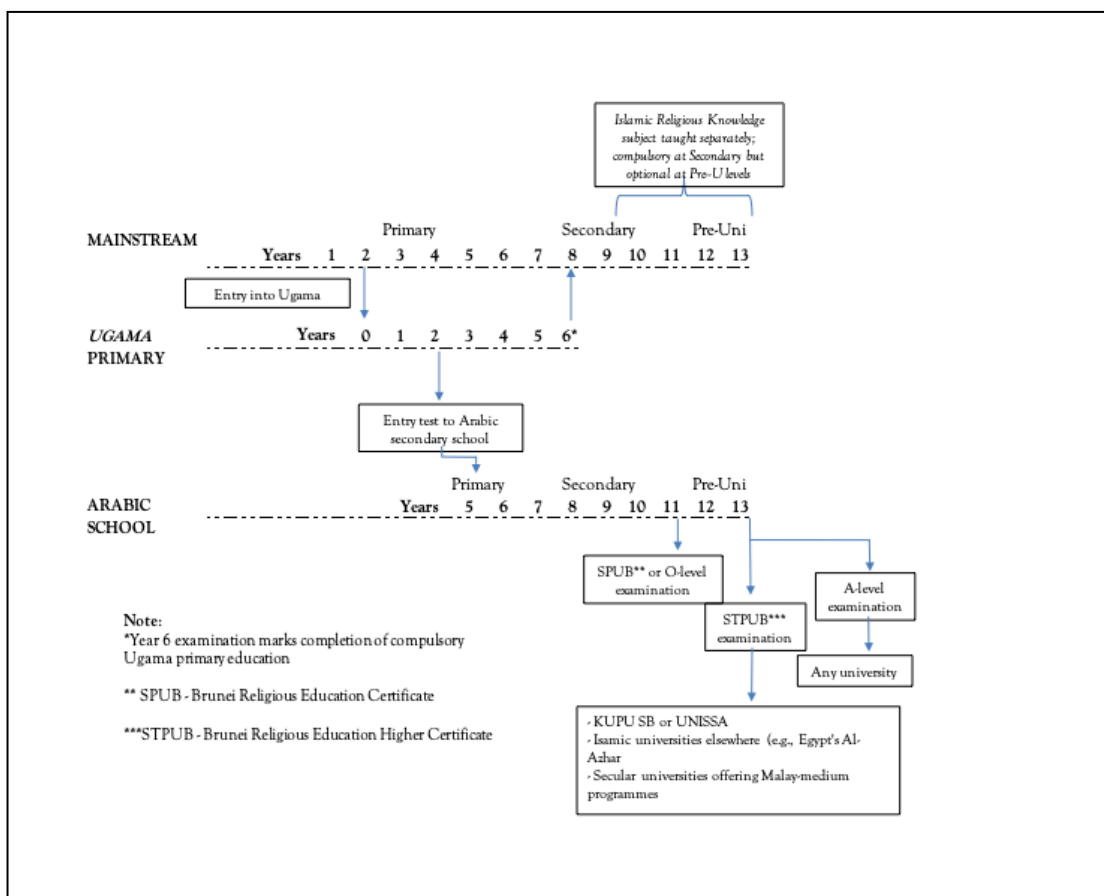 Islamic Religious Knowledge
subject taught separately;
compulsory at Secondary but
optional at Pre-U levels
MAINSTREAM
Primary Secondary Pre-Uni
Years 1 2 3 4 5 6 7 8 9 10 11 12 13
Entry into Ugama
UGAMA
PRIMARY
Years 0 1 2 3 4 5 6*
Entry test to Arabic
secondary school
ARABIC
SCHOOL
Primary Secondary Pre-Uni
Years 5 6 7 8 9 10 11 12 13
SPUB** or O-level
examination
STPUB***
examination
A-level
examination
Any university
Note:
*Year 6 examination marks completion of compulsory
Ugama primary education
** SPUB - Brunei Religious Education Certificate
***STPUB - Brunei Religious Education Higher Certificate
- KUPU SB or UNISSA
- Isamic universities elsewhere (e.g., Egypt's Al-
Azhar
- Secular universities offering Malay-medium
programmes